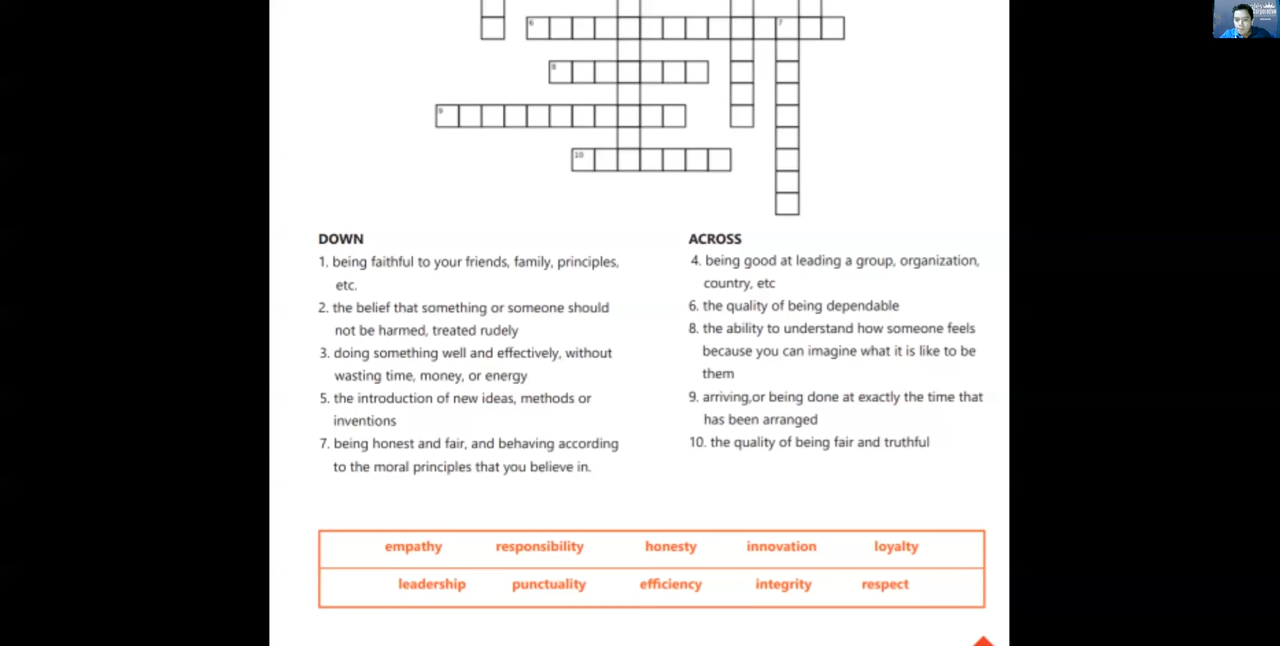 6
7
8
9
10
DOWN
1. being faithful to your friends, family, principles,
etc.
2. the belief that something or someone should
not be harmed, treated rudely
3. doing something well and effectively, without
wasting time, money, or energy
5. the introduction of new ideas, methods or
inventions
7. being honest and fair, and behaving according
to the moral principles that you believe in.
ACROSS
4. being good at leading a group, organization,
country, etc
6. the quality of being dependable
8. the ability to understand how someone feels
because you can imagine what it is like to be
them
9. arriving,or being done at exactly the time that
has been arranged
10. the quality of being fair and truthful
empathy responsibility honesty innovation loyalty
leadership punctuality efficiency integrity respect